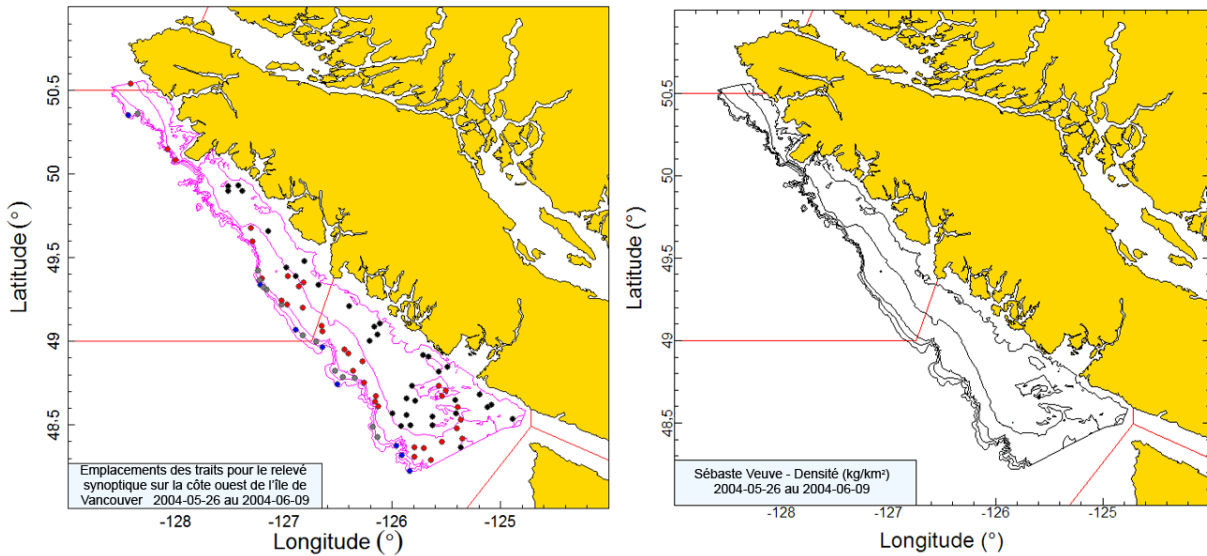 50.5
50
49.5
49
48.5
Latitude (°)
-128
-127
-126
-125
Longitude (°)
Emplacements des traits pour le relevé
synoptique sur la côte ouest de l'île de
Vancouver 2004-05-26 au 2004-06-09
50.5
50
49.5
49
48.5
Latitude (°)
-128
-127
-126
-125
Longitude (°)
Sébaste Veuve - Densité (kg/km²)
2004-05-26 au 2004-06-09